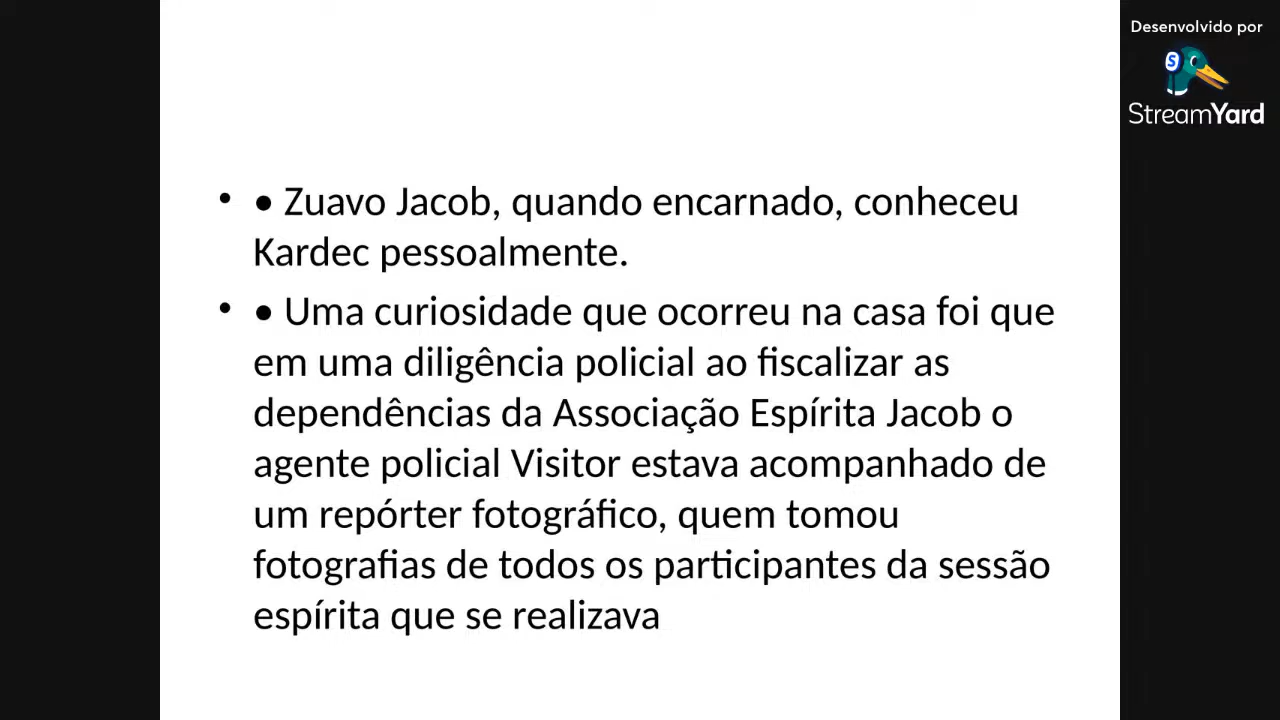 Desenvolvido por
StreamYard
• • Zuavo Jacob, quando encarnado, conheceu
Kardec pessoalmente.
• • Uma curiosidade que ocorreu na casa foi que
em uma diligência policial ao fiscalizar as
dependências da Associação Espírita Jacob o
agente policial Visitor estava acompanhado de
um repórter fotográfico, quem tomou
fotografias de todos os participantes da sessão
espírita que se realizava